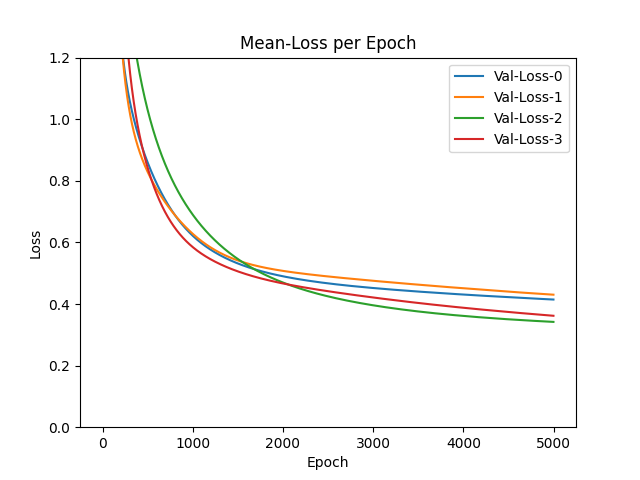 Mean-Loss per Epoch
Loss
1.2
1.0
0.8
0.6
0.4
0.2
0.0
Val-Loss-0
Val-Loss-1
Val-Loss-2
Val-Loss-3
0 1000 2000 3000 4000 5000
Epoch